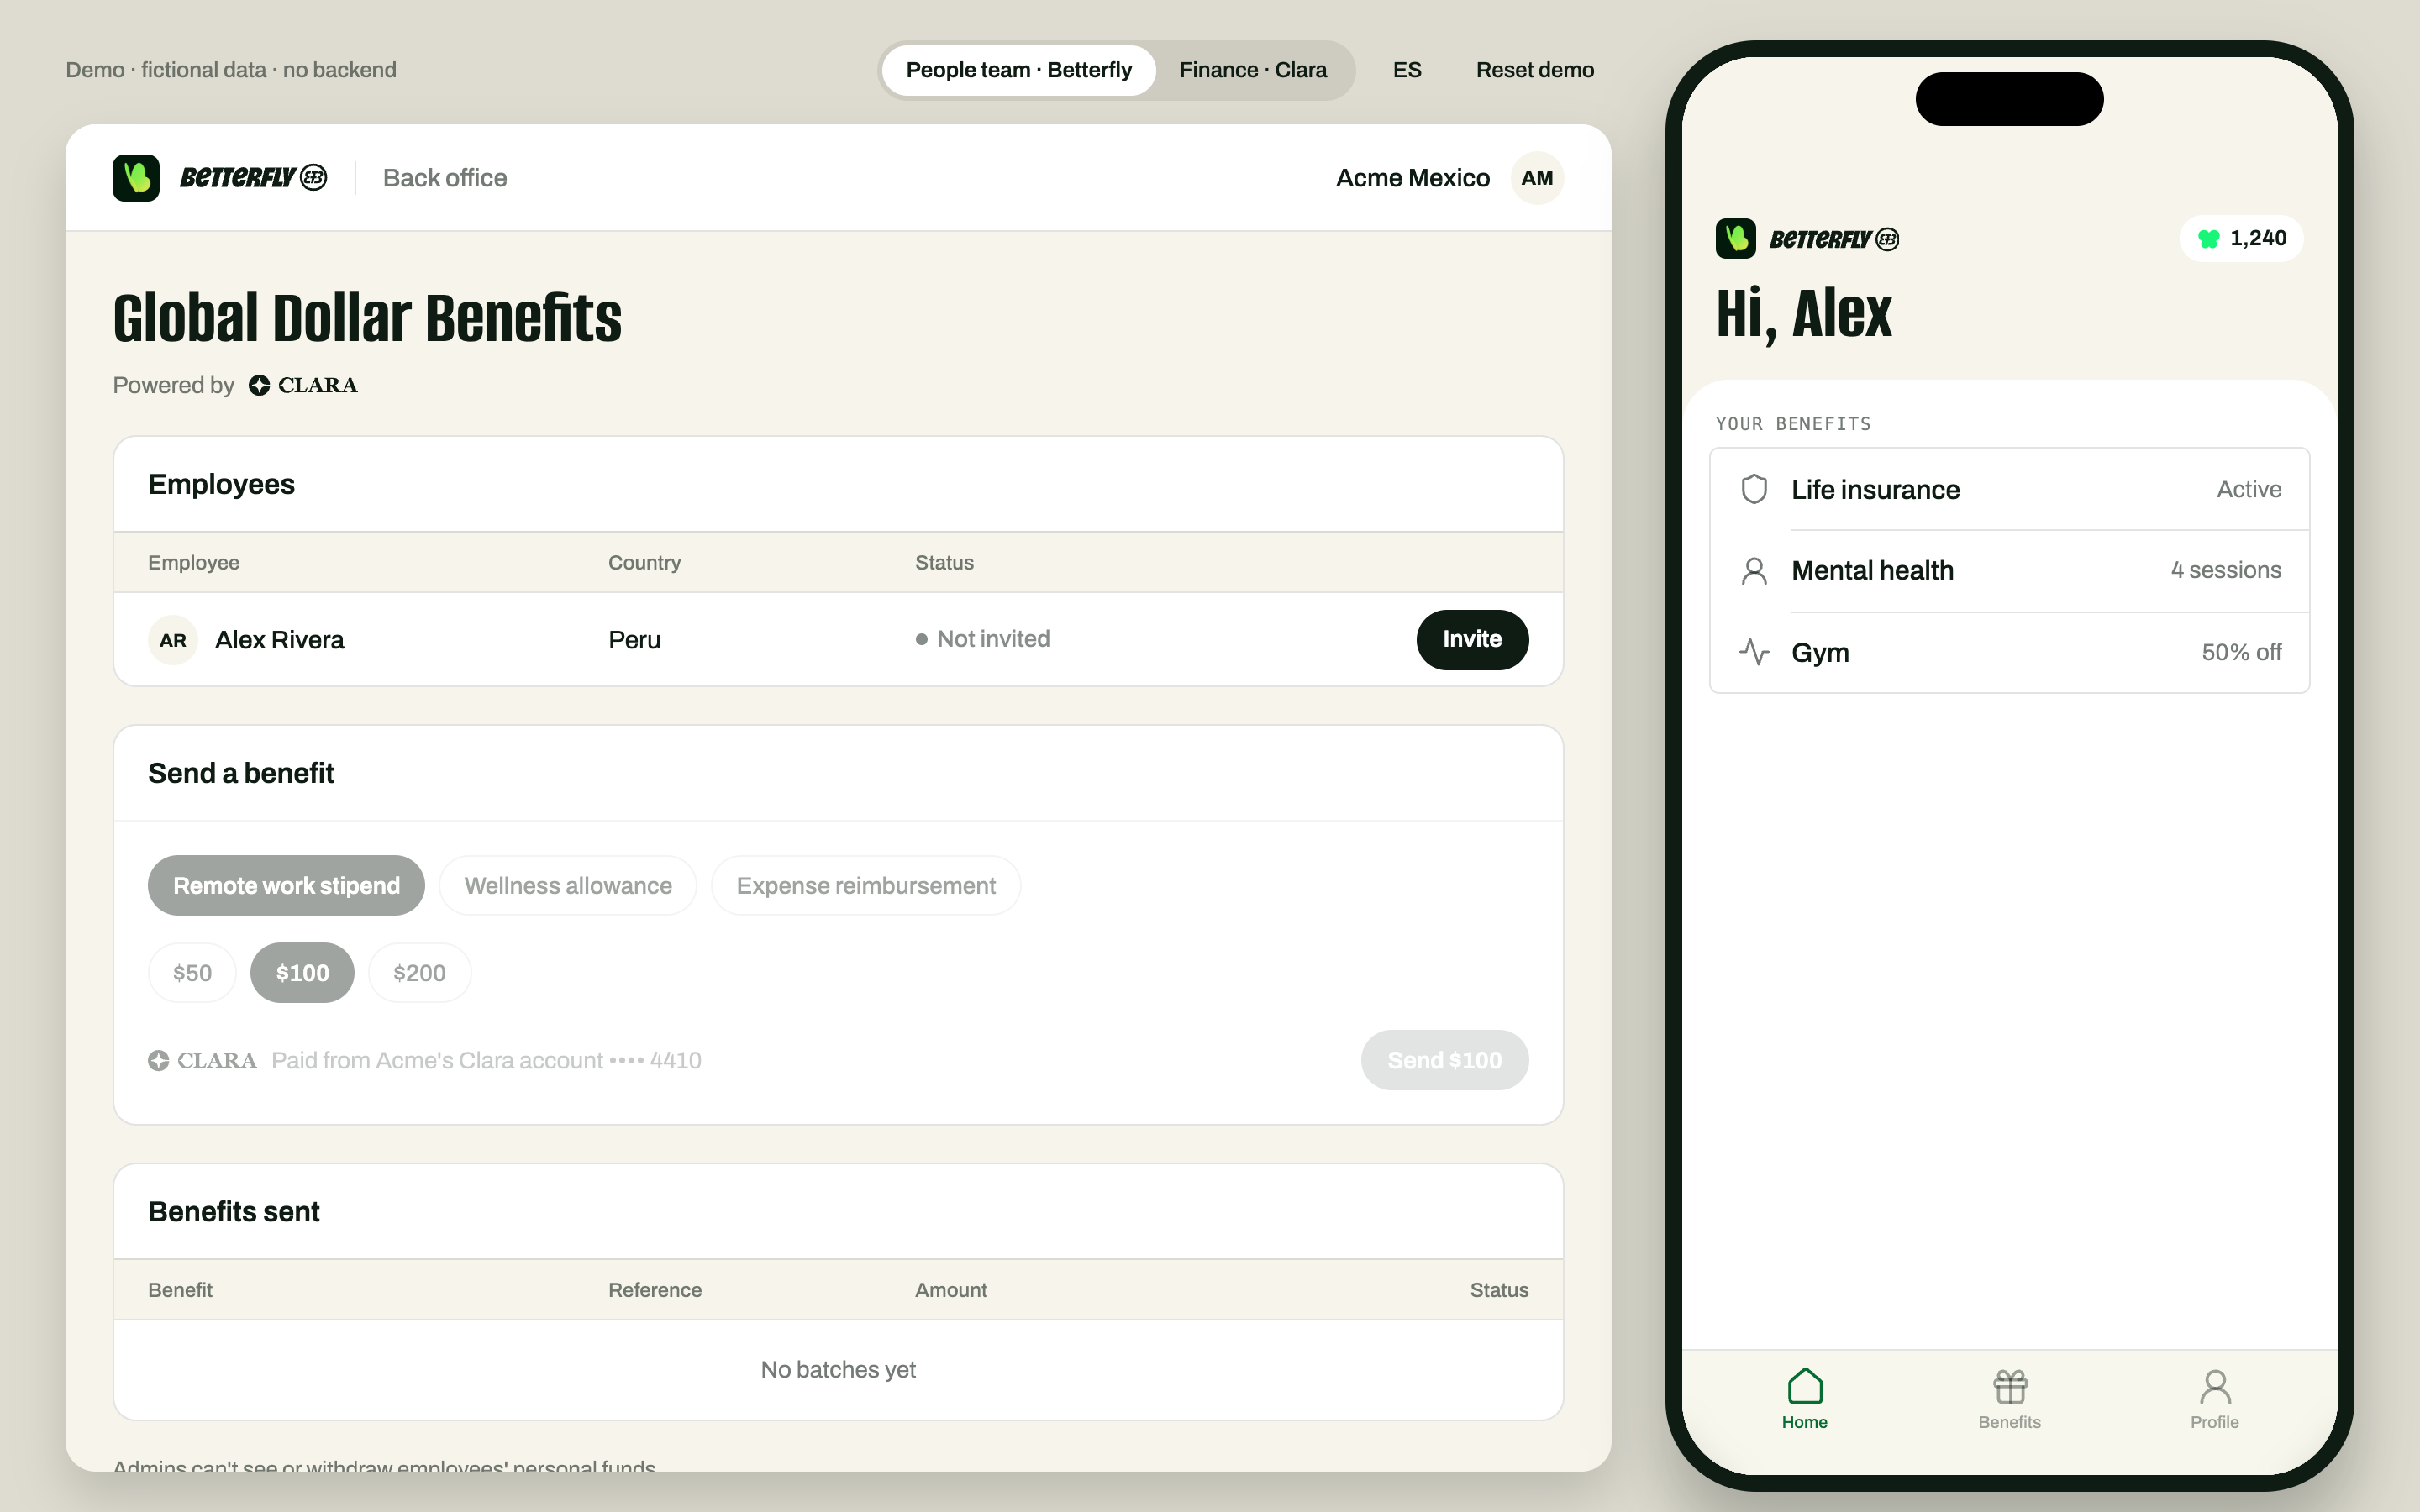 Demo · fictional data · no backend
People team · Betterfly
Finance · Clara
ES
Reset demo
BETTERFLY
Back office
Acme Mexico
AM
Global Dollar Benefits
Powered by CLARA
Employees
Employee Country Status
AR Alex Rivera Peru Not invited Invite
Send a benefit
Remote work stipend Wellness allowance Expense reimbursement
$50 $100 $200
CLARA Paid from Acme's Clara account •••• 4410 Send $100
Benefits sent
Benefit Reference Amount Status
No batches yet
Admins can't see or withdraw employees' personal funds
BETTERFLY
1,240
Hi, Alex
YOUR BENEFITS
Life insurance Active
Mental health 4 sessions
Gym 50% off
Home Benefits Profile